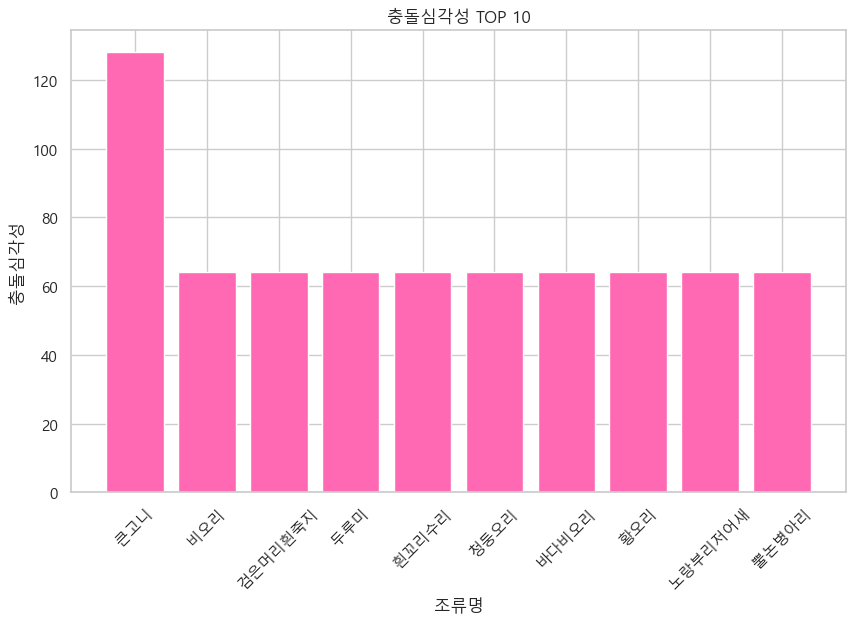 충돌심각성 TOP 10
충돌심각성
120
100
80
60
40
20
0
큰고니
비오리
검은머리흰죽지
두루미
흰꼬리수리
청둥오리
바다비오리
황오리
노랑부리저어새
뿔논병아리
조류명